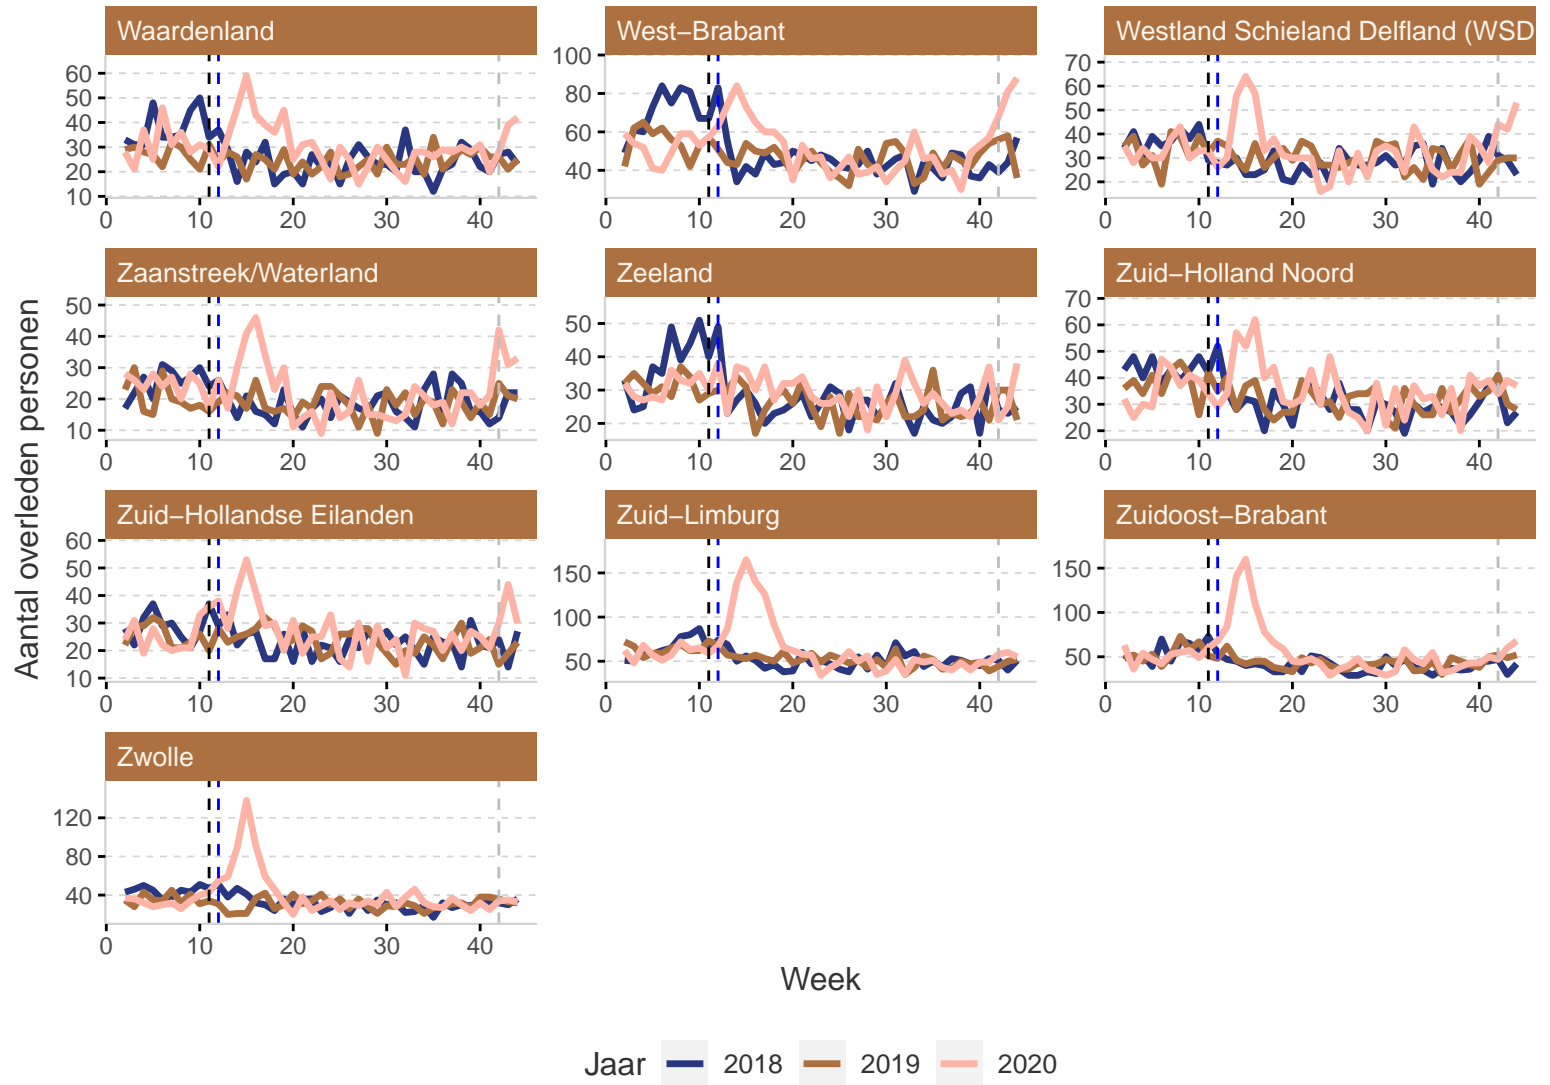 Waardenland
West−Brabant
Westland Schieland Delfland (WSD
60
50
40
30
20
10
0 10 20 30 40
100
80
60
40
0 10 20 30 40
70
60
50
40
30
20
0 10 20 30 40
Zaanstreek/Waterland
Zeeland
Zuid−Holland Noord
50
40
30
20
10
0 10 20 30 40
50
40
30
20
0 10 20 30 40
70
60
50
40
30
20
0 10 20 30 40
Zuid−Hollandse Eilanden
Zuid−Limburg
Zuidoost−Brabant
60
50
40
30
20
10
0 10 20 30 40
150
100
50
0 10 20 30 40
150
100
50
0 10 20 30 40
Zwolle
120
80
40
0 10 20 30 40
Aantal overleden personen
Week
Jaar 2018 2019 2020